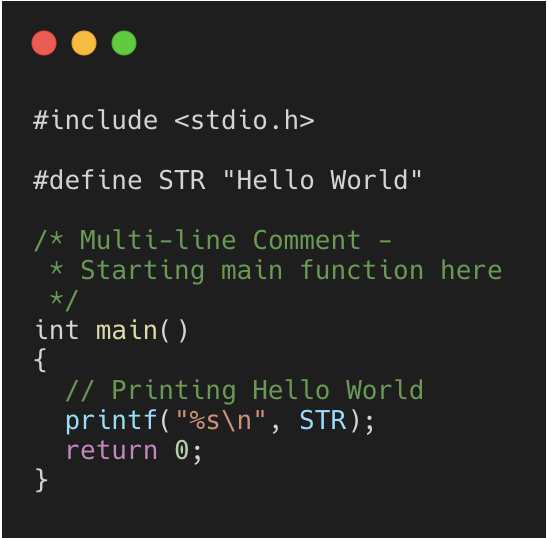 #include <stdio.h>
#define STR "Hello World"
/* Multi-line Comment -
 * Starting main function here
 */
int main()
{
  // Printing Hello World
  printf("%s\n", STR);
  return 0;
}